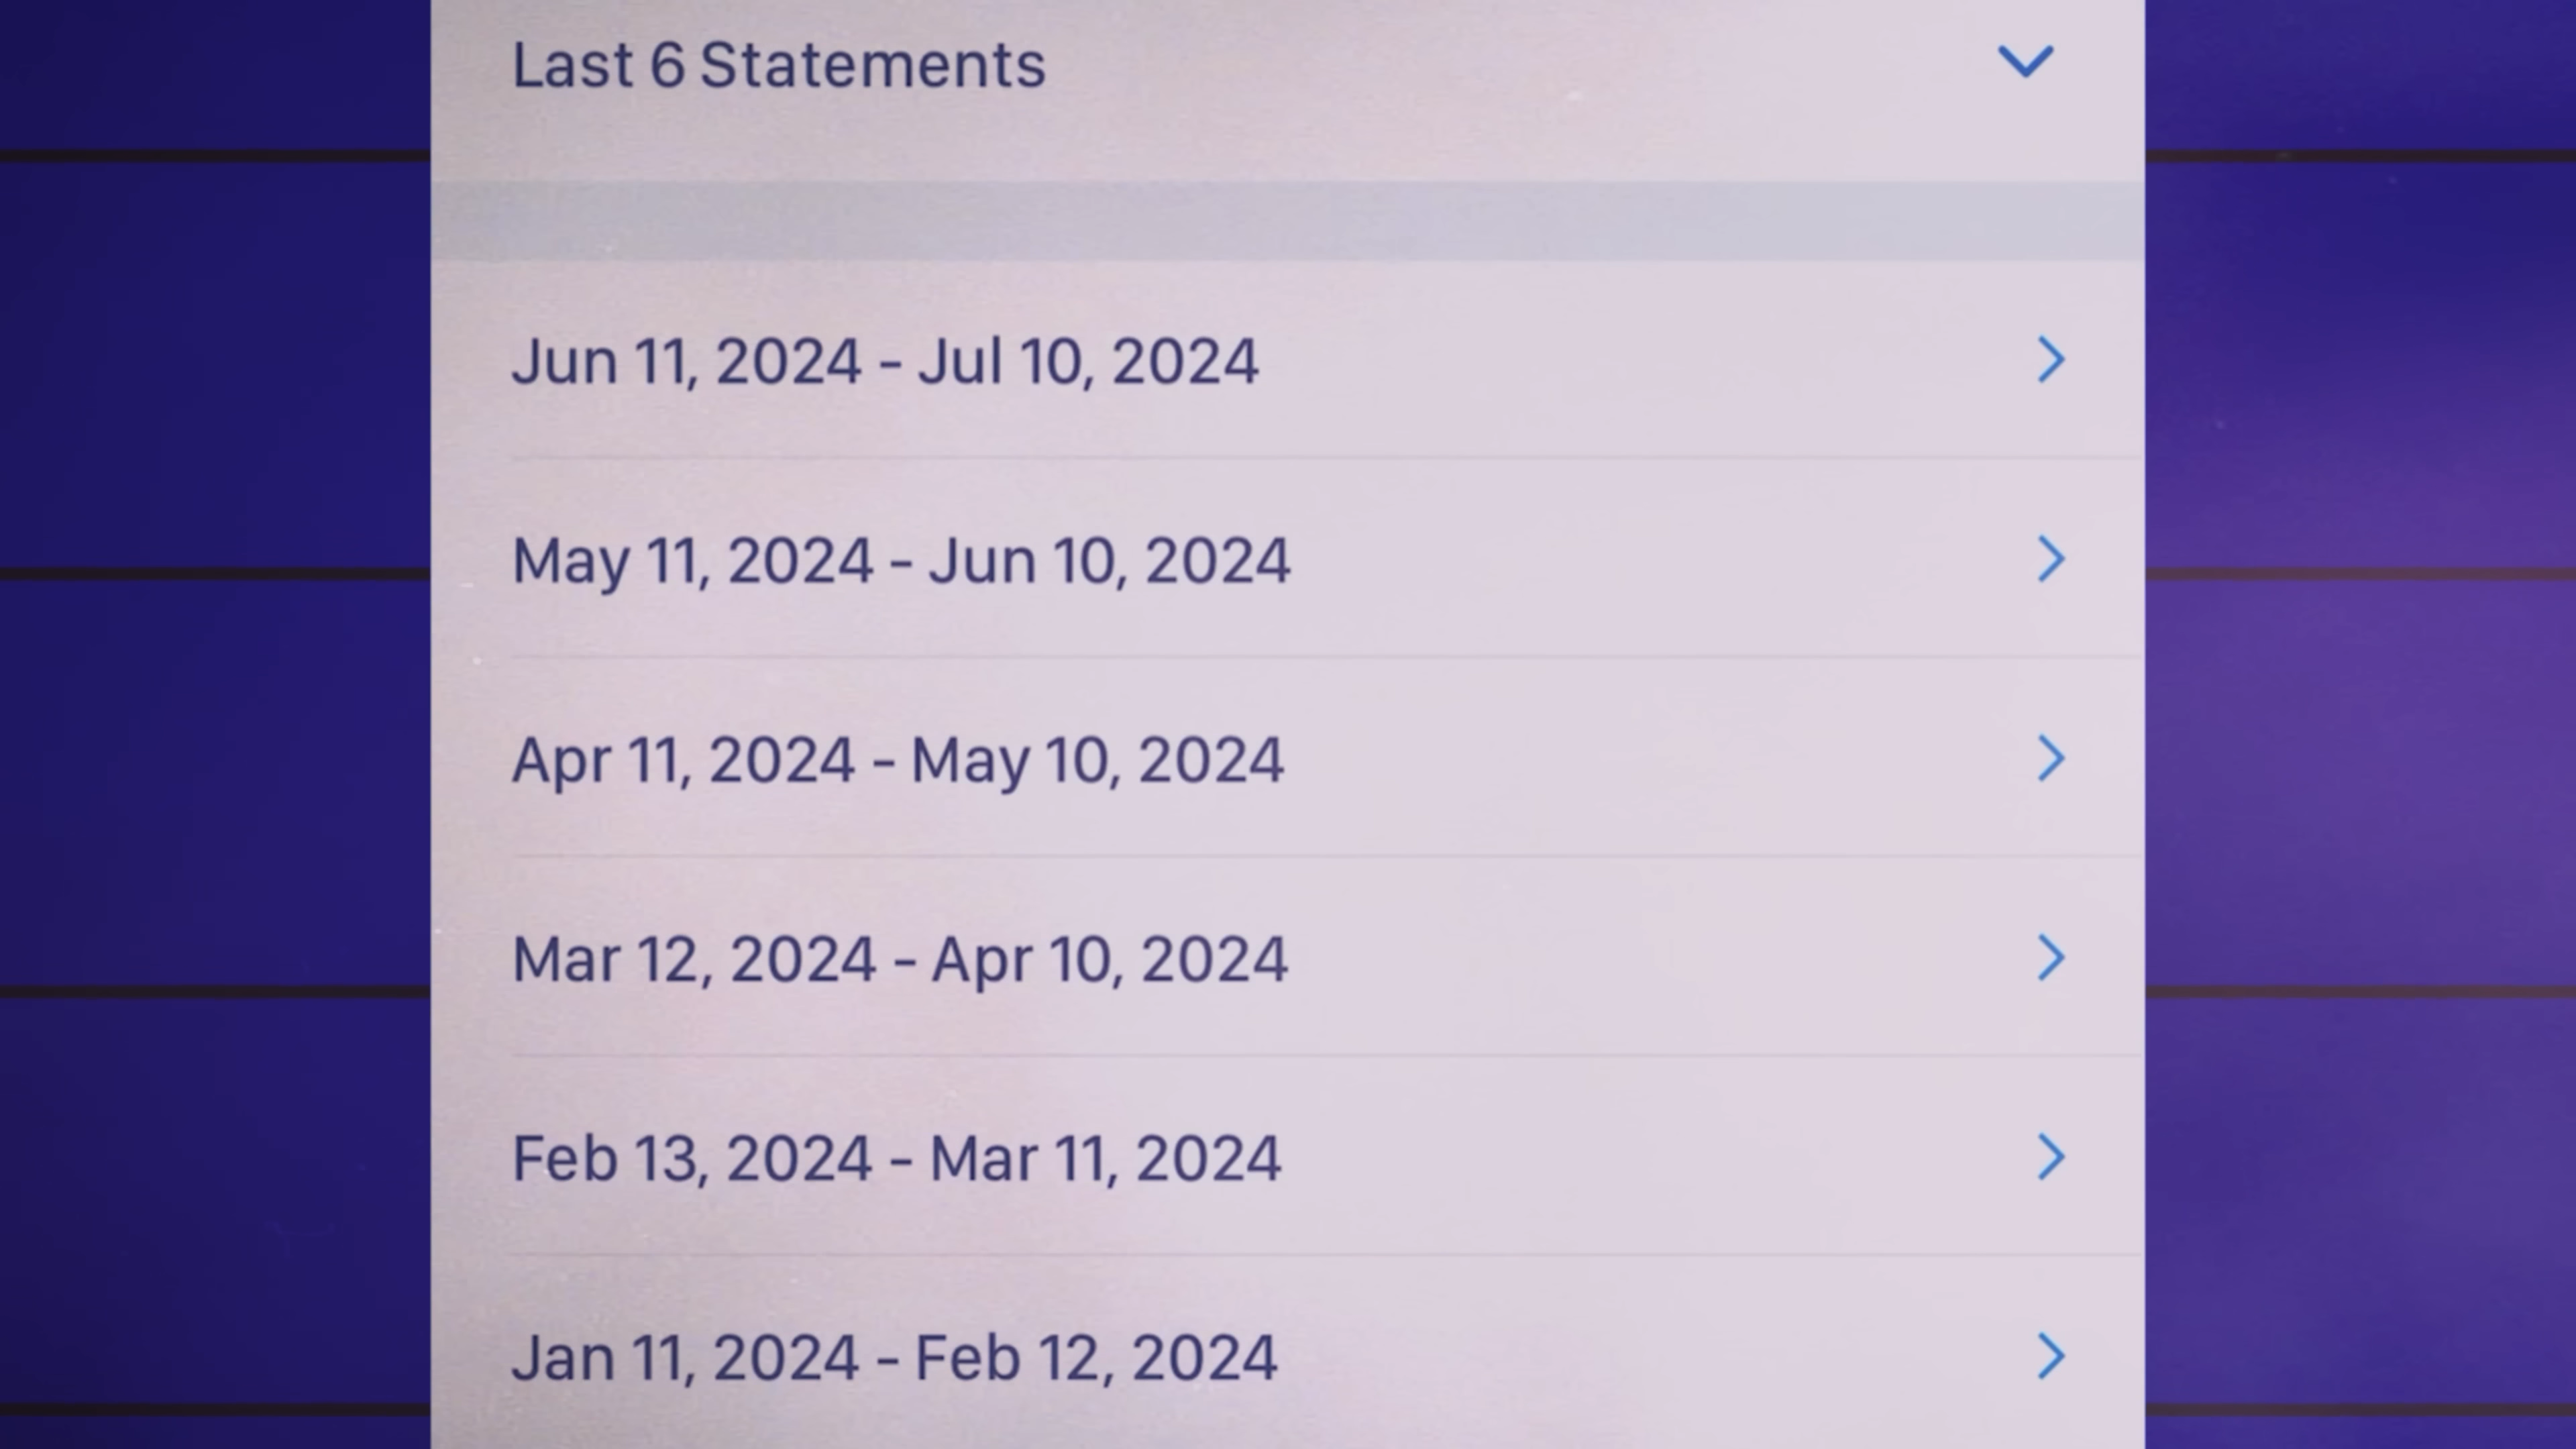 Last 6 Statements
Jun 11, 2024 - Jul 10, 2024
May 11, 2024 - Jun 10, 2024
Apr 11, 2024 - May 10, 2024
Mar 12, 2024 - Apr 10, 2024
Feb 13, 2024 - Mar 11, 2024
Jan 11, 2024 - Feb 12, 2024